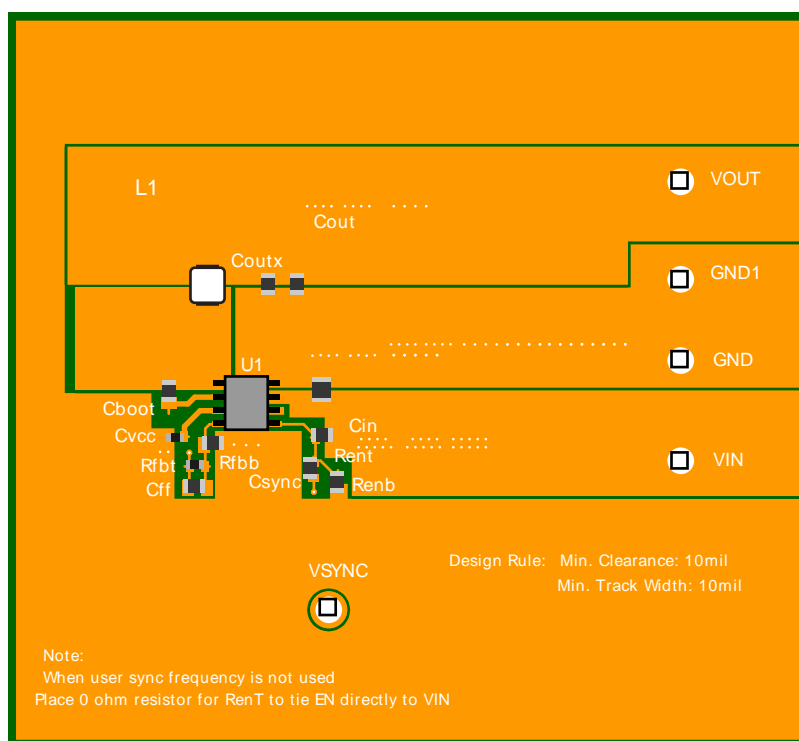 L1
VOUT
Cout
Coutx
GND1
U1
GND
Cboot
Cin
Cvcc
Rent
VIN
Rfbt
Rfbb
Cff
Csync
Renb
Design Rule: Min. Clearance: 10mil
Min. Track Width: 10mil
VSYNC
Note:
When user sync frequency is not used
Place 0 ohm resistor for RenT to tie EN directly to VIN